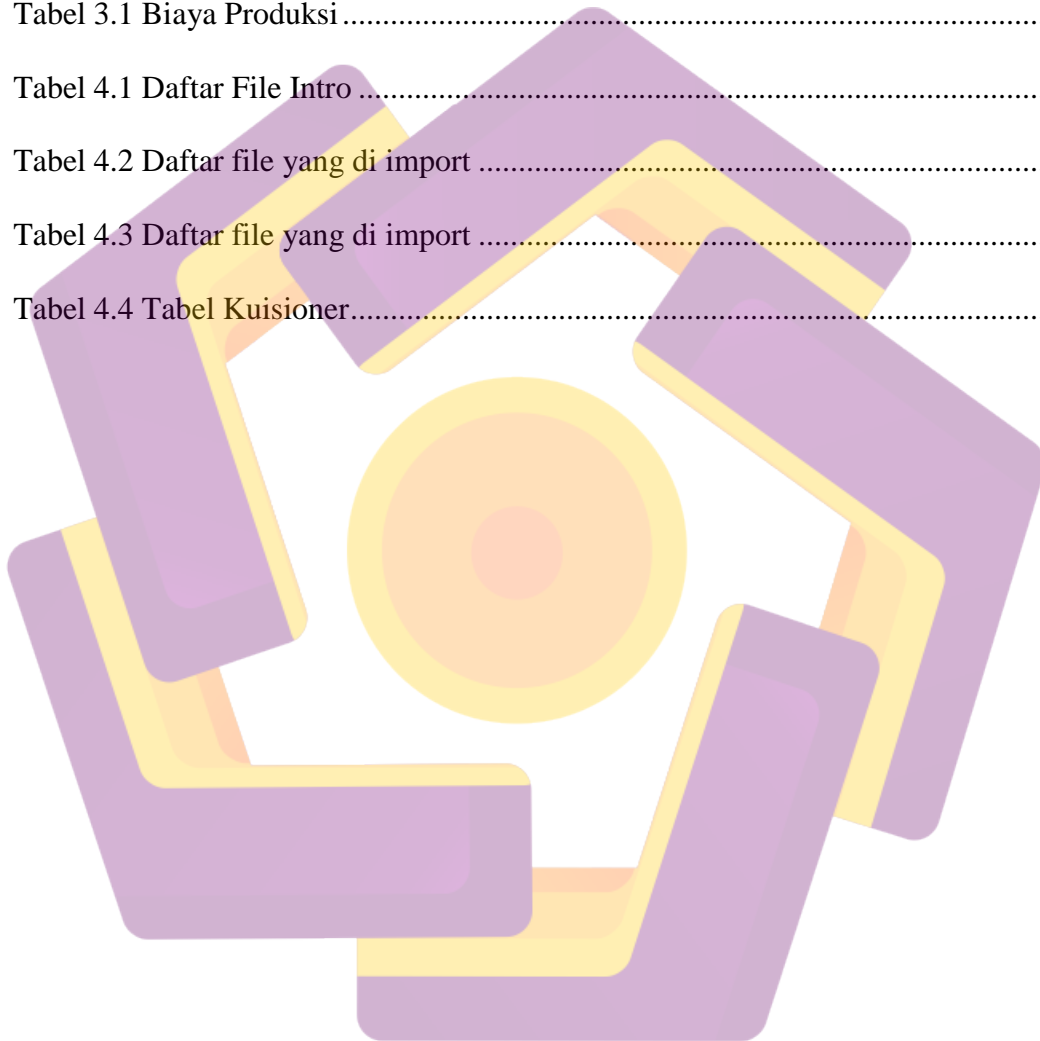 Tabel 3.1 Biaya Produksi ........................................................................................................
Tabel 4.1 Daftar File Intro ........................................................................................................
Tabel 4.2 Daftar file yang di import ........................................................................................
Tabel 4.3 Daftar file yang di import ........................................................................................
Tabel 4.4 Tabel Kuisioner........................................................................................................